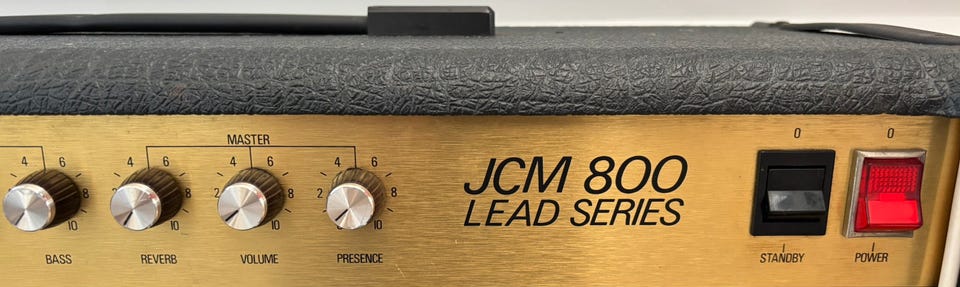 MASTER
4 6
8
10
BASS
4 6
8
10
REVERB
4 6
2 8
10
VOLUME
4 6
2 8
10
PRESENCE
JCM 800
LEAD SERIES
0
STANDBY
I
0
POWER
I